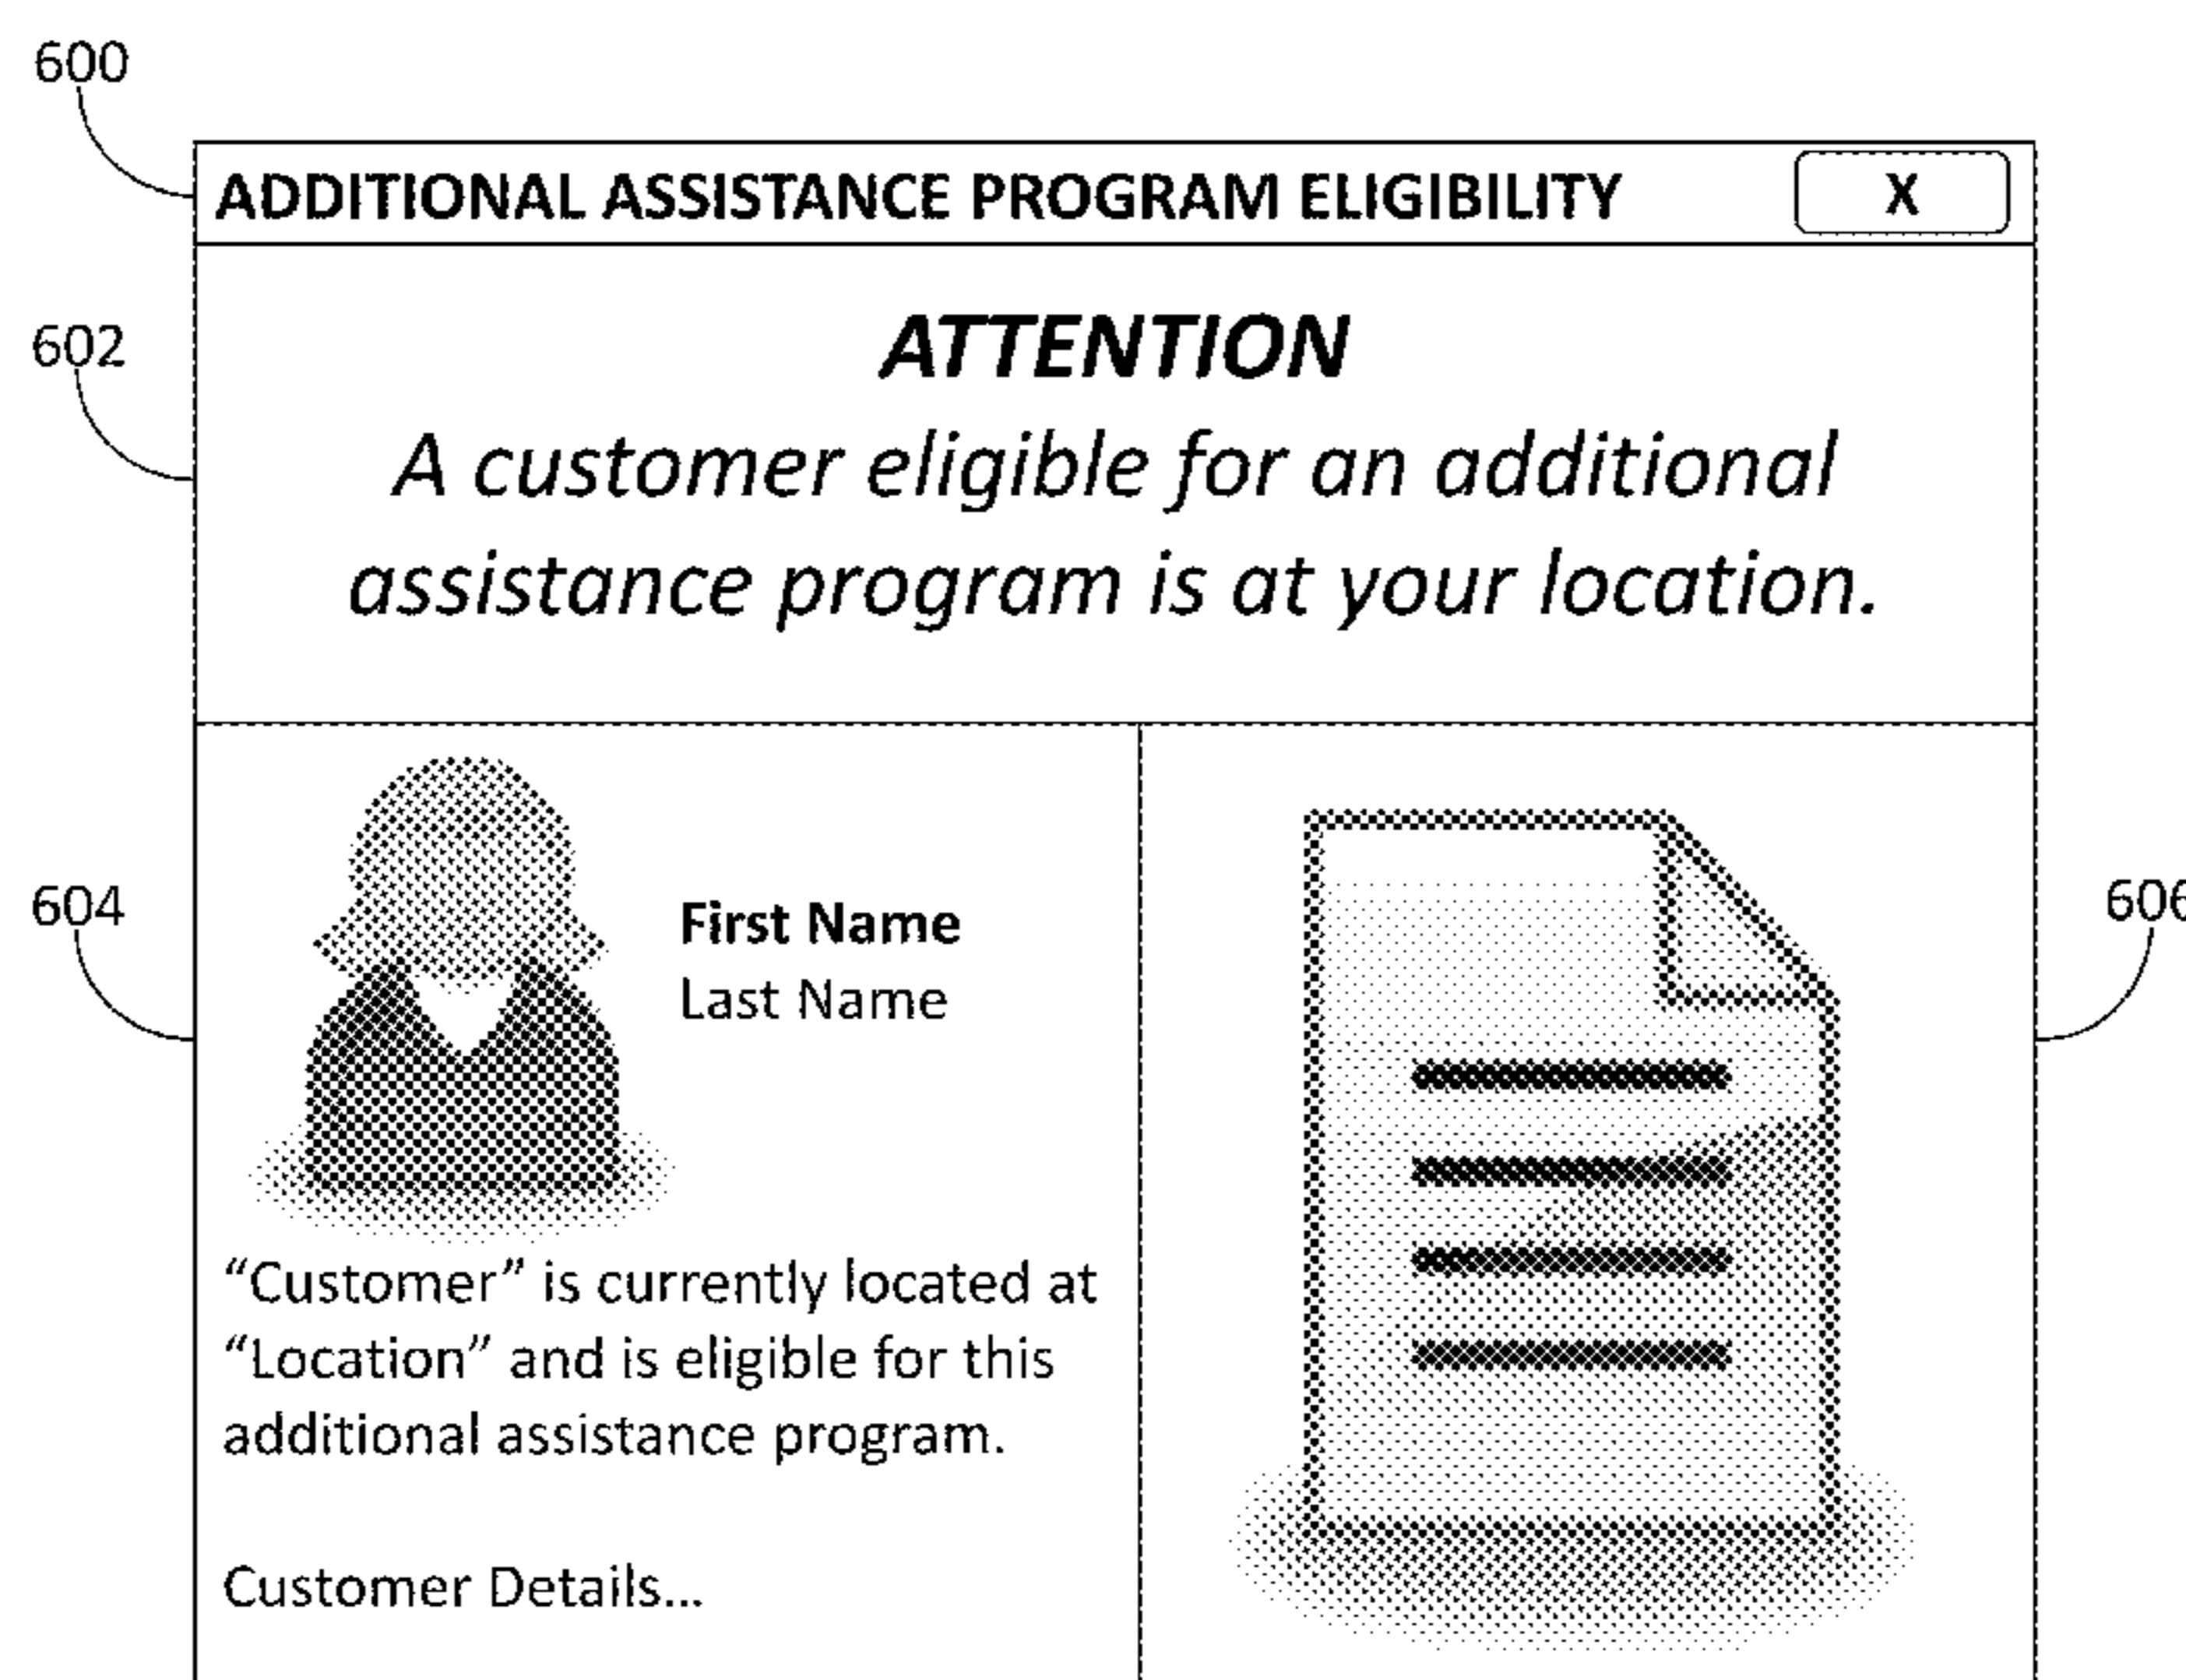 600
ADDITIONAL ASSISTANCE PROGRAM ELIGIBILITY X
602
ATTENTION
A customer eligible for an additional
assistance program is at your location.
604
606
First Name
Last Name
“Customer” is currently located at
“Location” and is eligible for this
additional assistance program.
Customer Details...